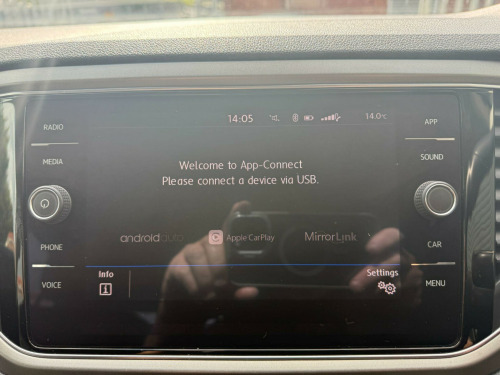 14:05 14.0°C
RADIO
MEDIA
PHONE
VOICE
Welcome to App-Connect
Please connect a device via USB.
androidauto Apple CarPlay MirrorLink
Info
Settings
APP
SOUND
CAR
MENU